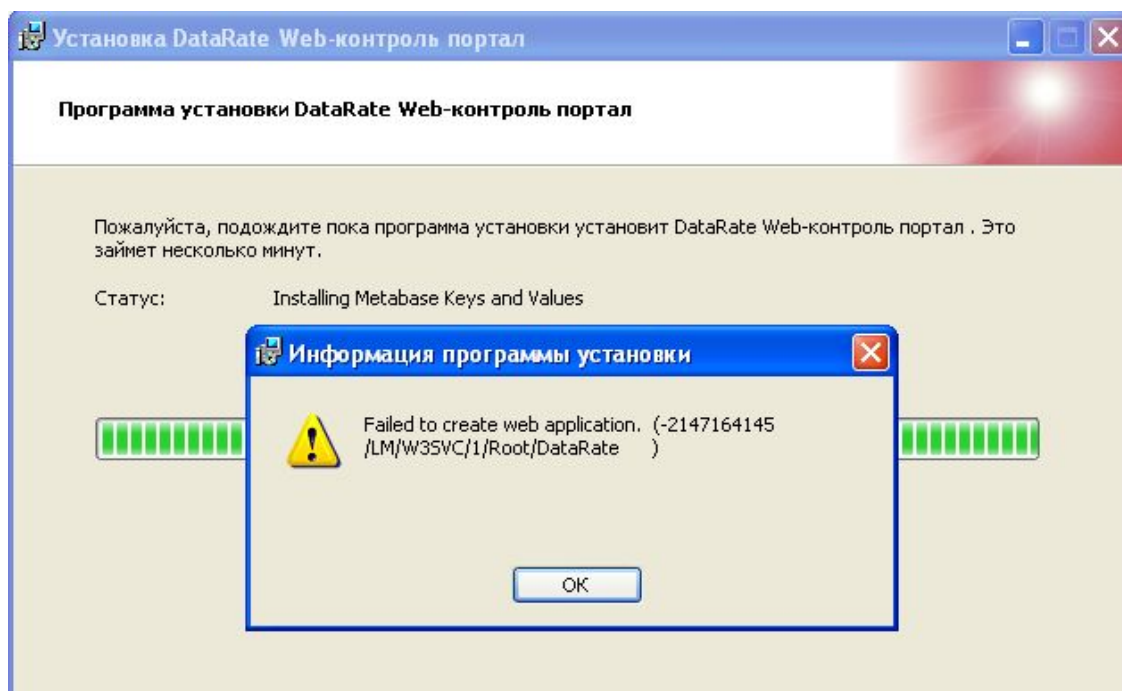 Установка DataRate Web-контроль портал
Программа установки DataRate Web-контроль портал
Пожалуйста, подождите пока программа установки установит DataRate Web-контроль портал . Это
займет несколько минут.
Статус: Installing Metabase Keys and Values
Информация программы установки
Failed to create web application. (-2147164145
/LM/W3SVC/1/Root/DataRate )
OK